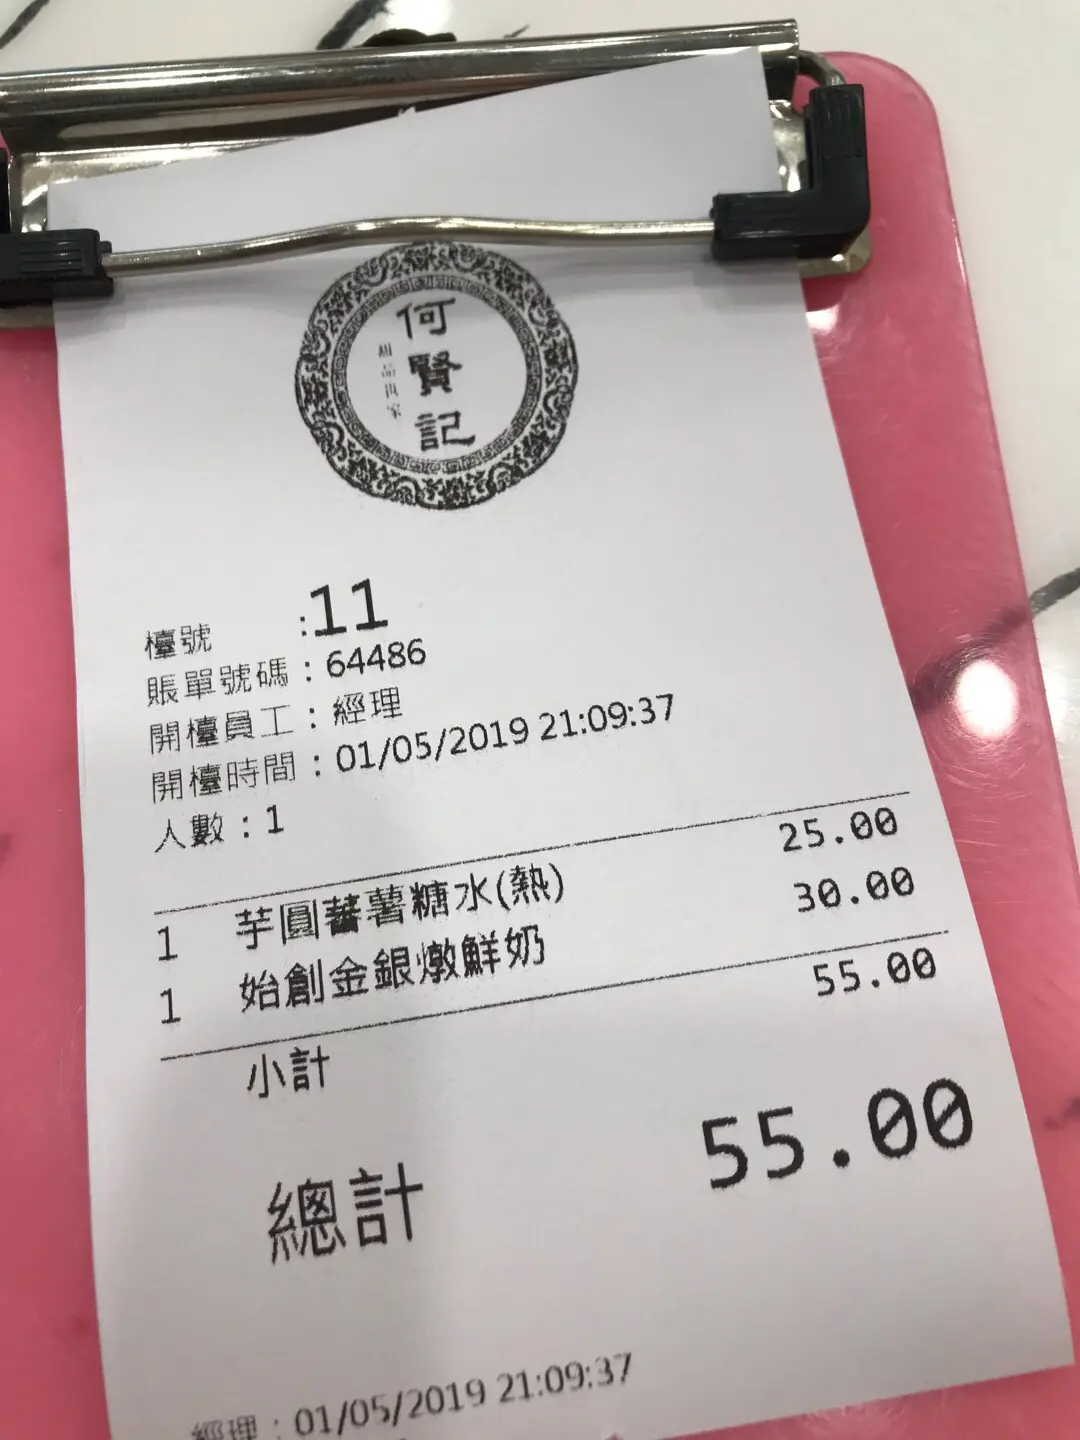 何賢記
甜品世家
檯號 :11
賬單號碼：64486
開檯員工：經理
開檯時間：01/05/2019 21:09:37
人數：1
1 芋圓蕃薯糖水(熱) 25.00
1 始創金銀燉鮮奶 30.00
小計 55.00
總計 55.00
經理：01/05/2019 21:09:37